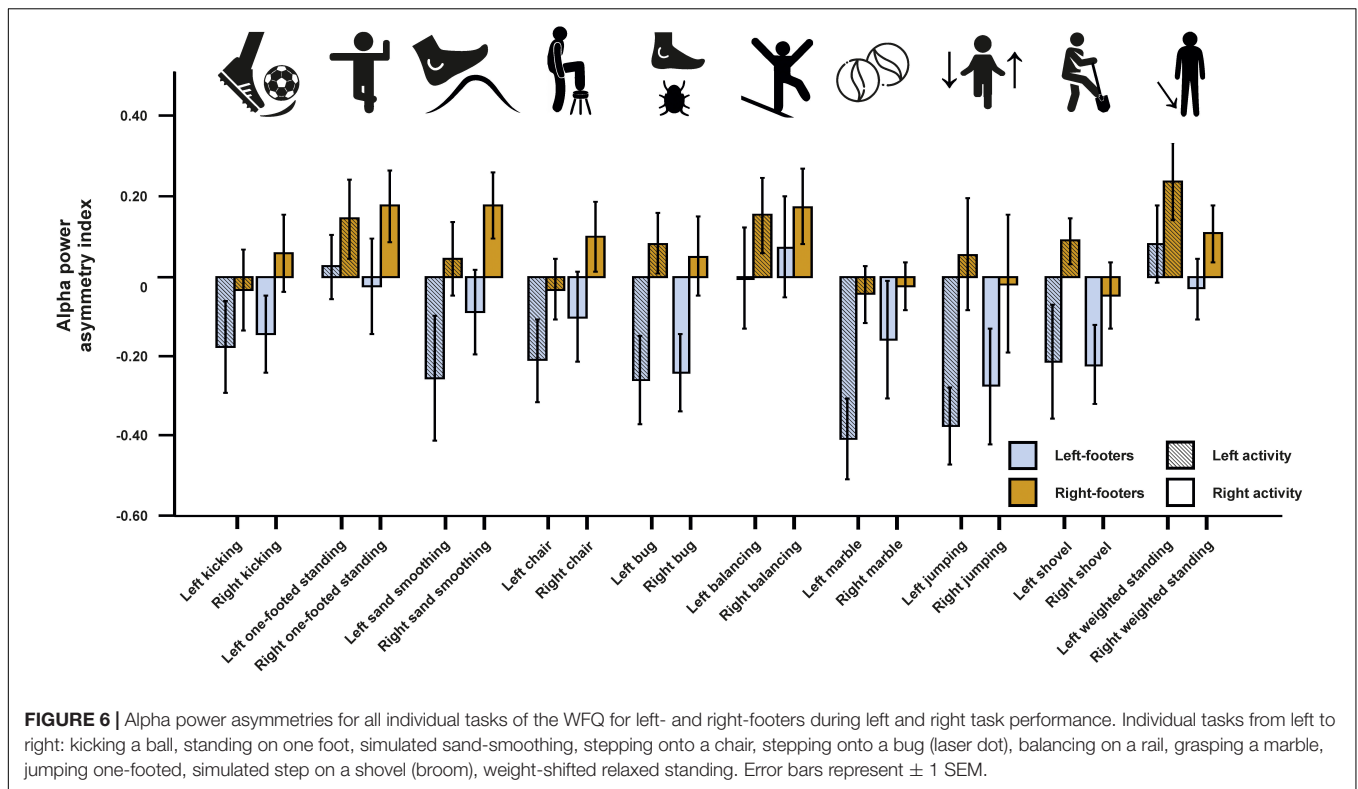 0.40
0.20
0
-0.20
-0.40
-0.60
Alpha power
asymmetry index
Left-footers
Right-footers
Left activity
Right activity
Left kicking
Right kicking
Left one-footed standing
Right one-footed standing
Left sand smoothing
Right sand smoothing
Left chair
Right chair
Left bug
Right bug
Left balancing
Right balancing
Left marble
Right marble
Left jumping
Right jumping
Left shovel
Right shovel
Left weighted standing
Right weighted standing
FIGURE 6 | Alpha power asymmetries for all individual tasks of the WFQ for left- and right-footers during left and right task performance. Individual tasks from left to
right: kicking a ball, standing on one foot, simulated sand-smoothing, stepping onto a chair, stepping onto a bug (laser dot), balancing on a rail, grasping a marble,
jumping one-footed, simulated step on a shovel (broom), weight-shifted relaxed standing. Error bars represent ± 1 SEM.